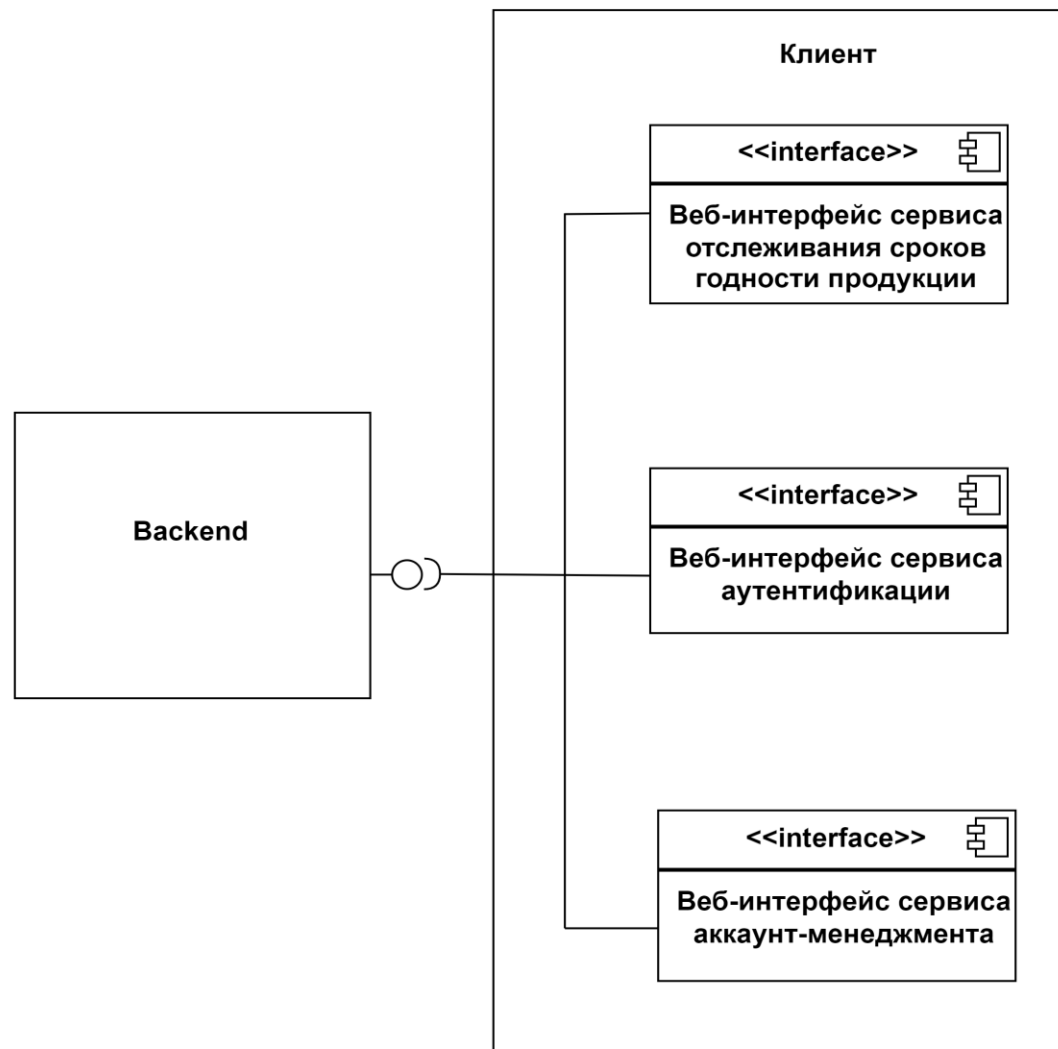 Клиент
<<interface>>
Веб-интерфейс сервиса
отслеживания сроков
годности продукции
Backend
<<interface>>
Веб-интерфейс сервиса
аутентификации
<<interface>>
Веб-интерфейс сервиса
аккаунт-менеджмента